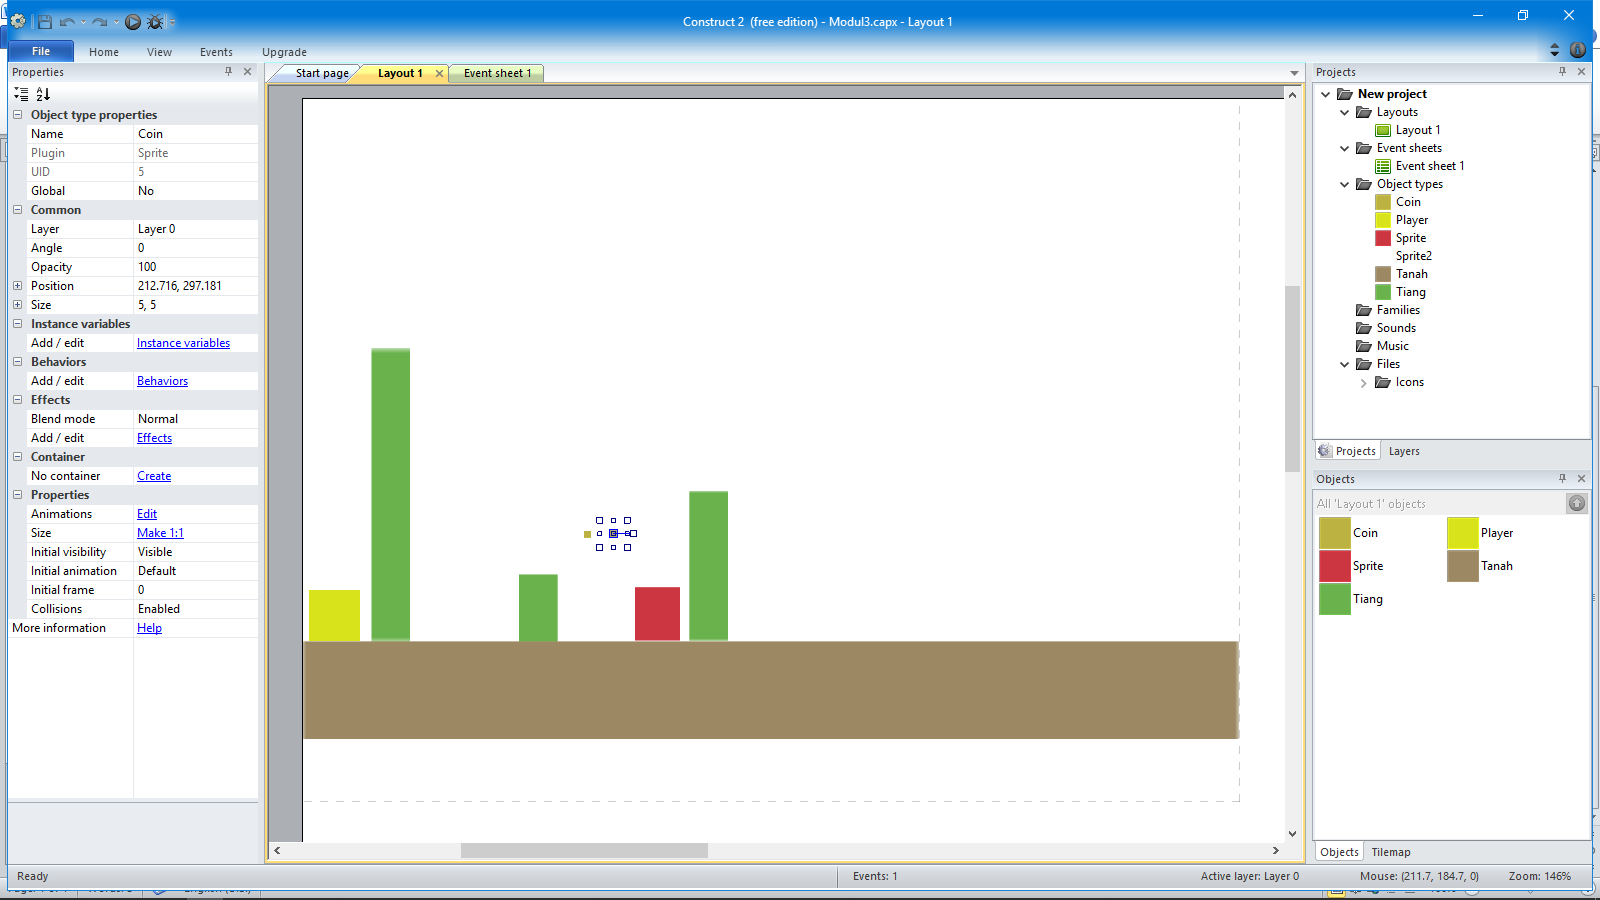 Construct 2 (free edition) - Modul3.capx - Layout 1
File Home View Events Upgrade
Properties
Object type properties
Name Coin
Plugin Sprite
UID 5
Global No
Common
Layer Layer 0
Angle 0
Opacity 100
Position 212.716, 297.181
Size 5, 5
Instance variables
Add / edit Instance variables
Behaviors
Add / edit Behaviors
Effects
Blend mode Normal
Add / edit Effects
Container
No container Create
Properties
Animations Edit
Size Make 1:1
Initial visibility Visible
Initial animation Default
Initial frame 0
Collisions Enabled
More information Help
Start page Layout 1 Event sheet 1
Projects
New project
Layouts
Layout 1
Event sheets
Event sheet 1
Object types
Coin
Player
Sprite
Sprite2
Tanah
Tiang
Families
Sounds
Music
Files
Icons
Projects Layers
Objects
All 'Layout 1' objects
Coin Player
Sprite Tanah
Tiang
Objects Tilemap
Ready Events: 1 Active layer: Layer 0 Mouse: (211.7, 184.7, 0) Zoom: 146%